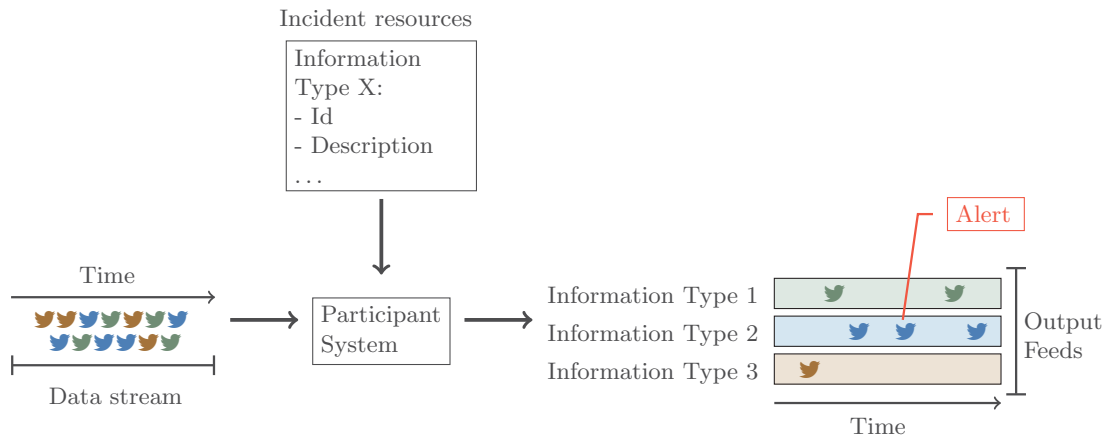 Incident resources
Information
Type X:
- Id
- Description
. . .
Time
Data stream
Participant
System
Information Type 1
Information Type 2
Information Type 3
Alert
Output
Feeds
Time